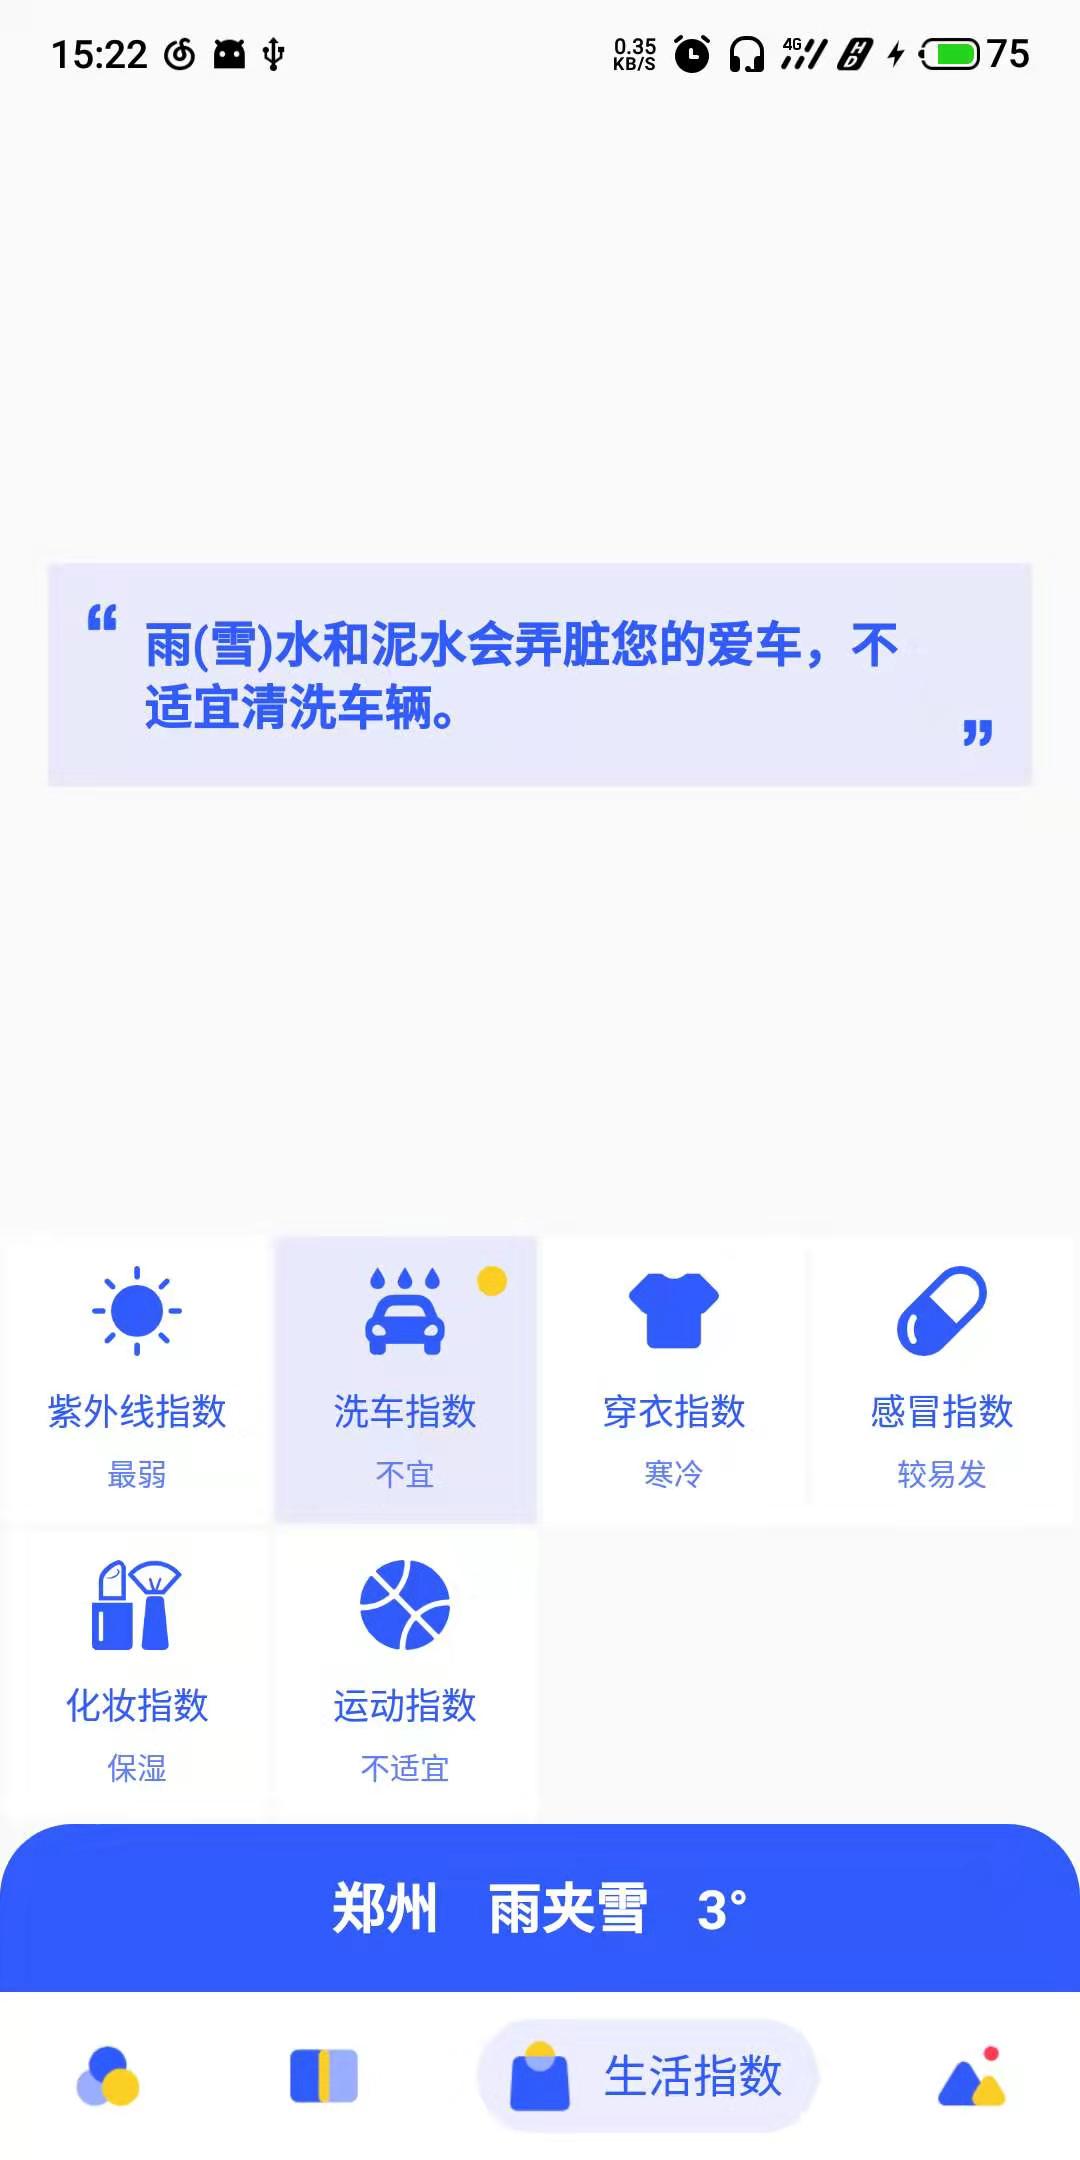 15:22
0.35
KB/S
4G
HD
75
“ 雨(雪)水和泥水会弄脏您的爱车，不
适宜清洗车辆。 ”
紫外线指数
最弱
洗车指数
不宜
穿衣指数
寒冷
感冒指数
较易发
化妆指数
保湿
运动指数
不适宜
郑州 雨夹雪 3°
生活指数